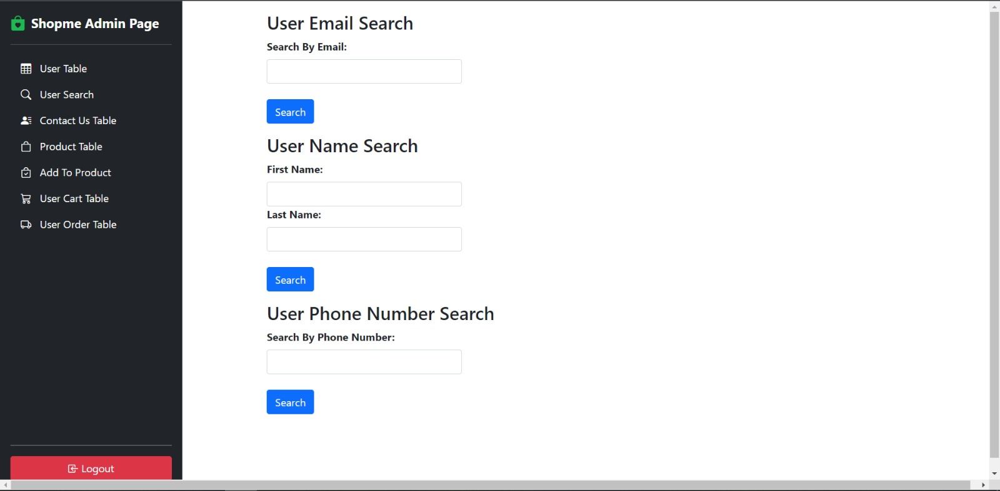 Shopme Admin Page
User Table
User Search
Contact Us Table
Product Table
Add To Product
User Cart Table
User Order Table
Logout
User Email Search
Search By Email:
Search
User Name Search
First Name:
Last Name:
Search
User Phone Number Search
Search By Phone Number:
Search